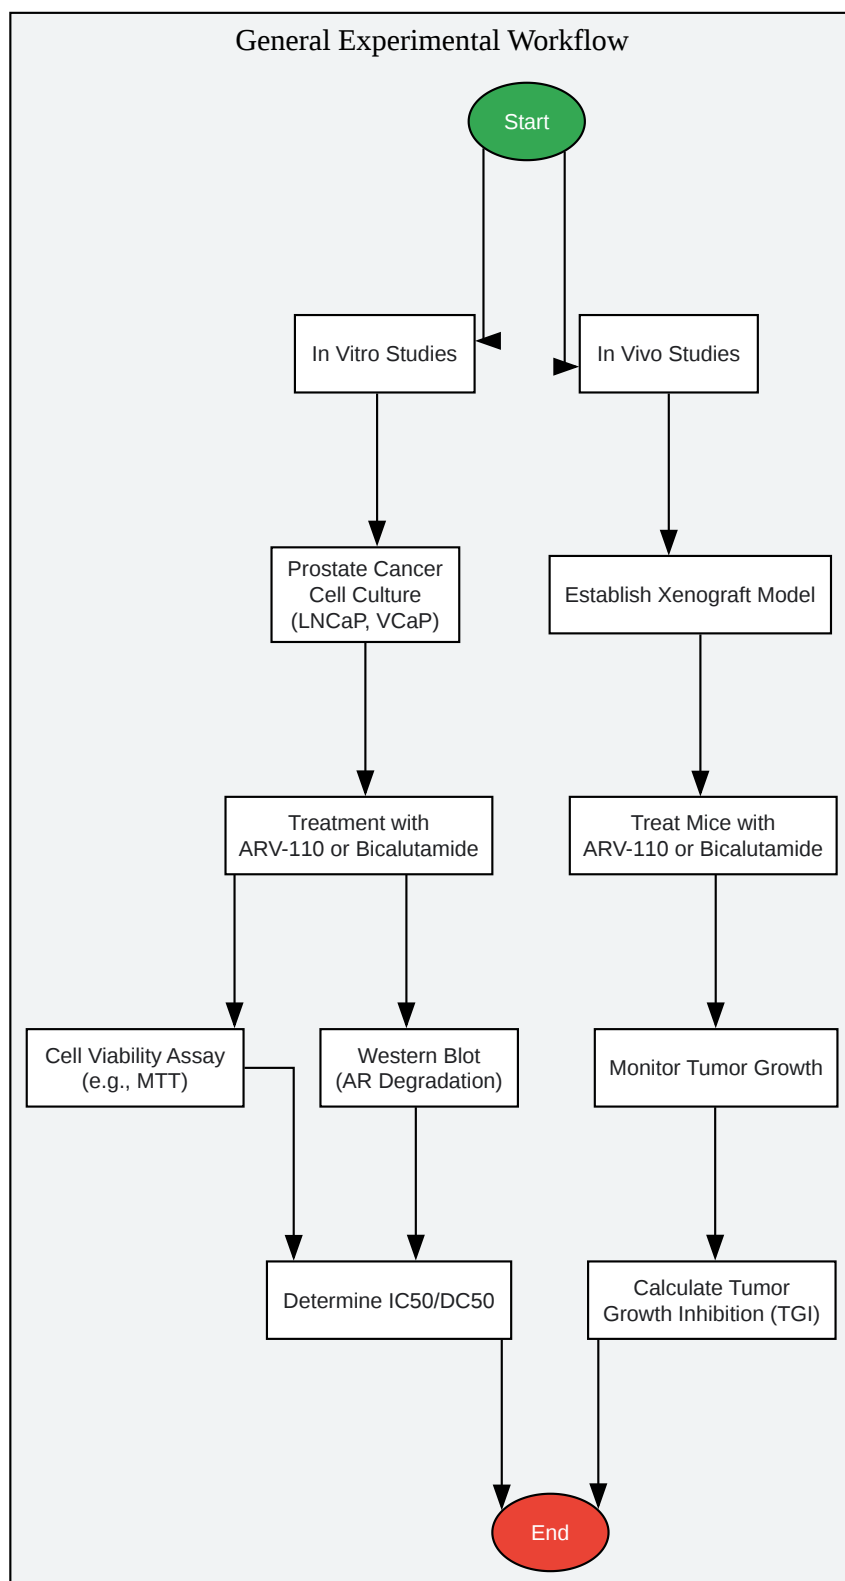 General Experimental Workflow
Start
In Vitro Studies
In Vivo Studies
Prostate Cancer
Cell Culture
(LNCaP, VCaP)
Establish Xenograft Model
Treatment with
ARV-110 or Bicalutamide
Treat Mice with
ARV-110 or Bicalutamide
Cell Viability Assay
(e.g., MTT)
Western Blot
(AR Degradation)
Monitor Tumor Growth
Determine IC50/DC50
Calculate Tumor
Growth Inhibition (TGI)
End